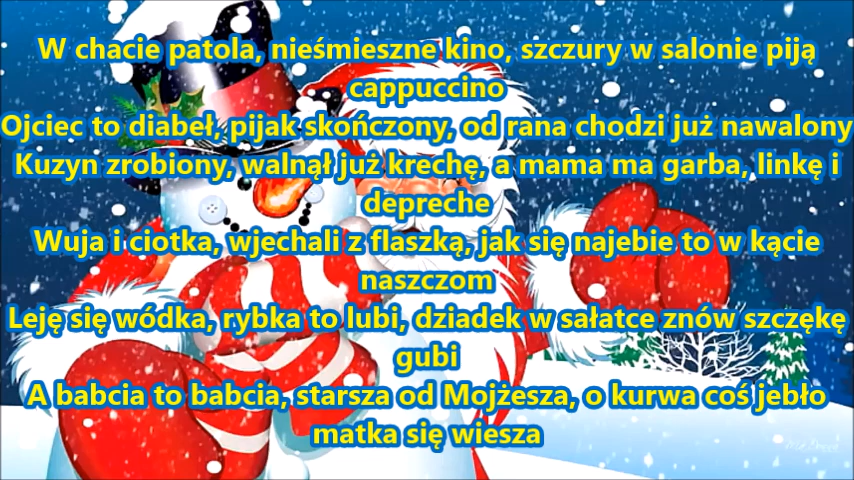 W chacie patola, nieśmieszne kino, szczury w salonie piją
cappuccino
Ojciec to diabeł, pijak skończony, od rana chodzi już nawalony
Kuzyn zrobiony, walnął już krechę, a mama ma garba, linkę i
depreche
Wuja i ciotka, wjechali z flaszką, jak się najebie to w kącie
naszczom
Leję się wódka, rybka to lubi, dziadek w sałatce znów szczękę
gubi
A babcia to babcia, starsza od Mojżesza, o kurwa coś jebło
matka się wiesza